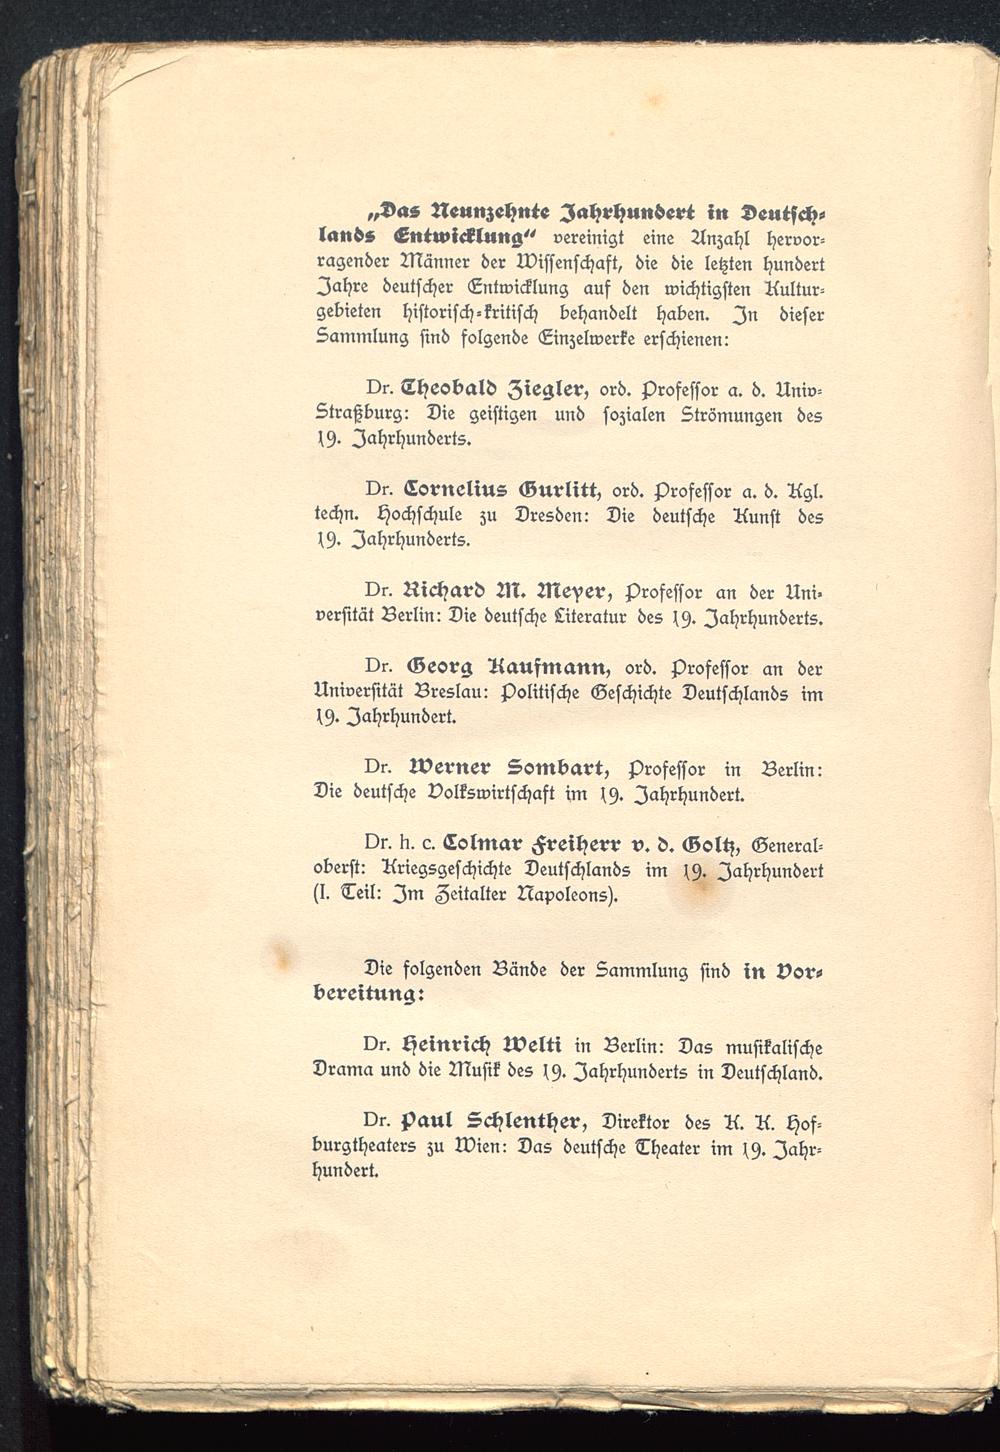 „Das Neunzehnte Jahrhundert in Deutsch-
lands Entwicklung“ vereinigt eine Anzahl hervor-
ragender Männer der Wissenschaft, die die letzten hundert
Jahre deutscher Entwicklung auf den wichtigsten Kultur-
gebieten historisch-kritisch behandelt haben. In dieser
Sammlung sind folgende Einzelwerke erschienen:
Dr. Theobald Ziegler, ord. Professor a. d. Univ-
Straßburg: Die geistigen und sozialen Strömungen des
19. Jahrhunderts.
Dr. Cornelius Gurlitt, ord. Professor a. d. Kgl.
techn. Hochschule zu Dresden: Die deutsche Kunst des
19. Jahrhunderts.
Dr. Richard M. Meyer, Professor an der Uni-
versität Berlin: Die deutsche Literatur des 19. Jahrhunderts.
Dr. Georg Kaufmann, ord. Professor an der
Universität Breslau: Politische Geschichte Deutschlands im
19. Jahrhundert.
Dr. Werner Sombart, Professor in Berlin:
Die deutsche Volkswirtschaft im 19. Jahrhundert.
Dr. h. c. Colmar Freiherr v. d. Goltz, General-
oberst: Kriegsgeschichte Deutschlands im 19. Jahrhundert
(I. Teil: Im Zeitalter Napoleons).
Die folgenden Bände der Sammlung sind in Vor-
bereitung:
Dr. Heinrich Welti in Berlin: Das musikalische
Drama und die Musik des 19. Jahrhunderts in Deutschland.
Dr. Paul Schlenther, Direktor des K. K. Hof-
burgtheaters zu Wien: Das deutsche Theater im 19. Jahr-
hundert.